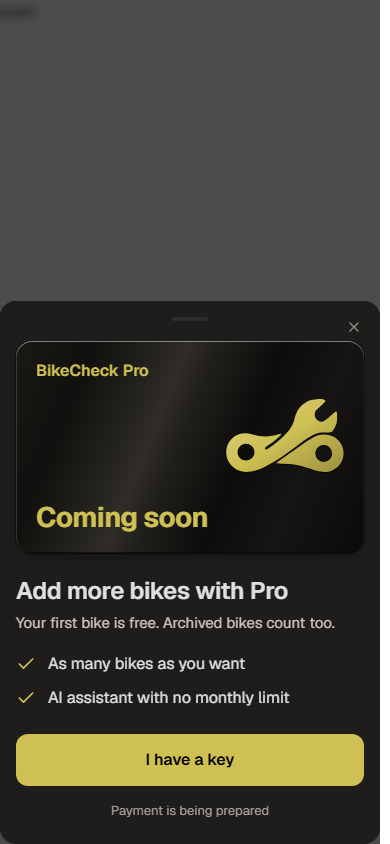 BikeCheck Pro
Coming soon
Add more bikes with Pro
Your first bike is free. Archived bikes count too.
As many bikes as you want
AI assistant with no monthly limit
I have a key
Payment is being prepared